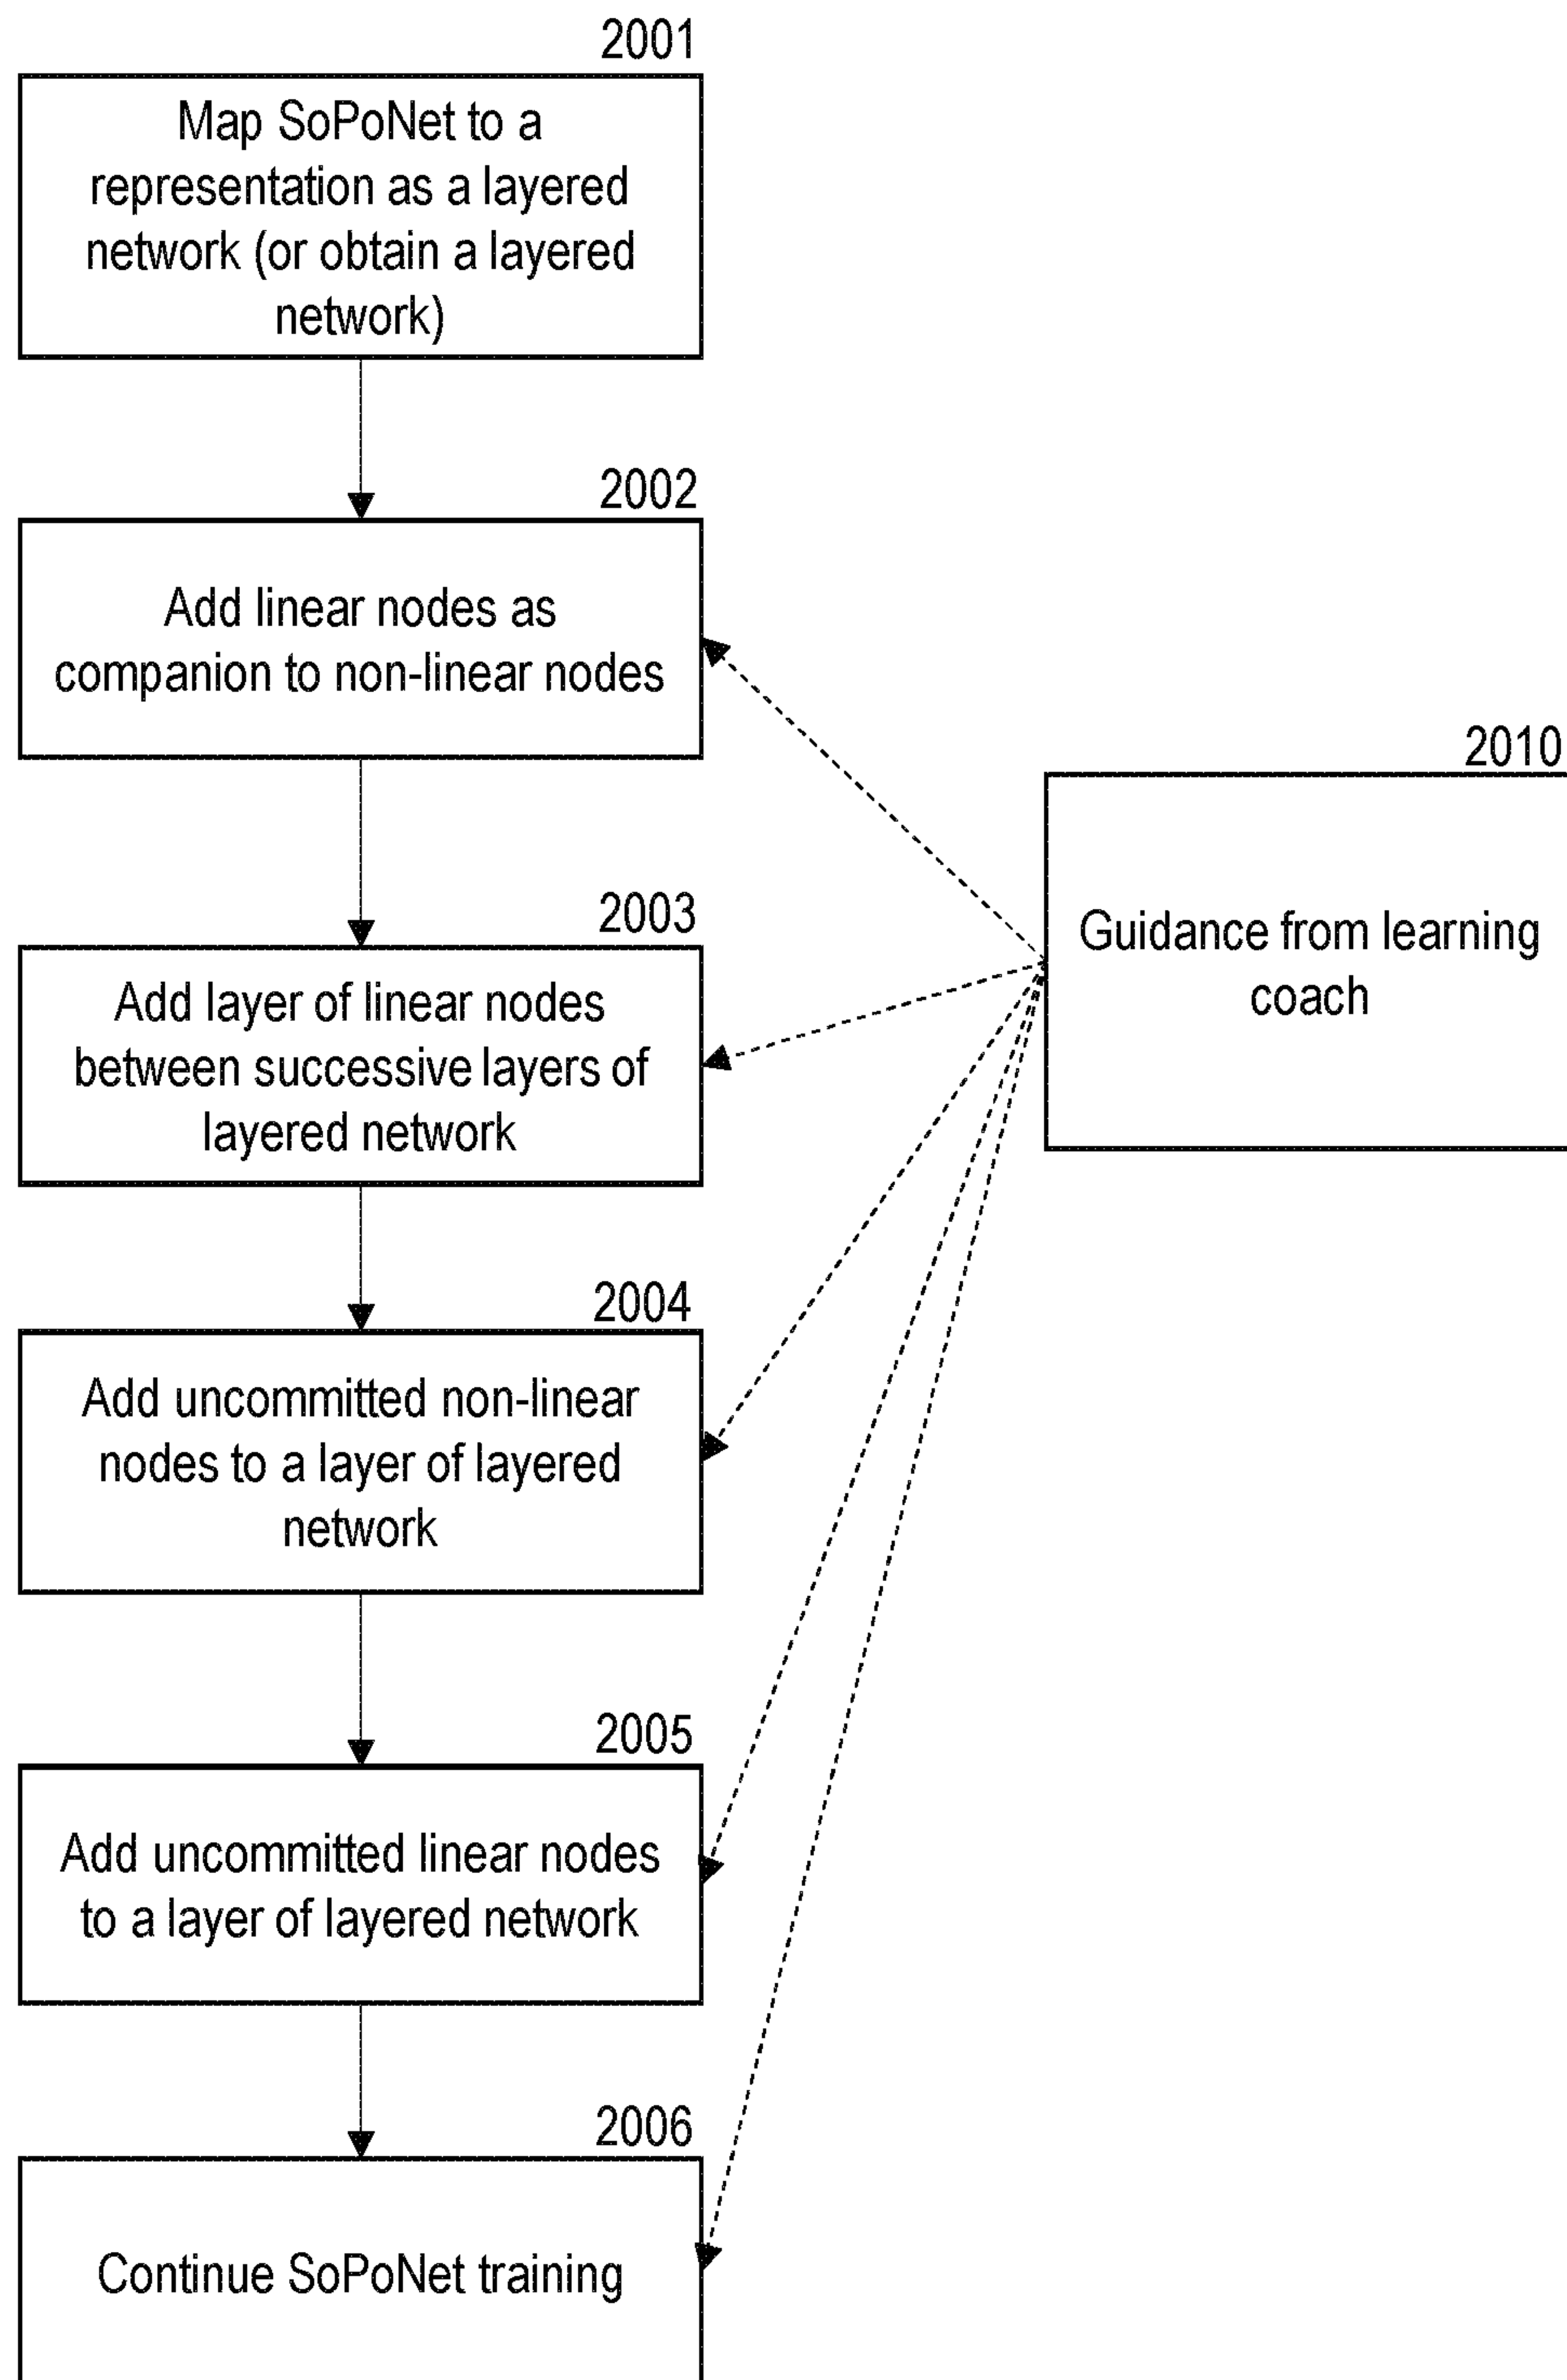 2001
Map SoPoNet to a
representation as a layered
network (or obtain a layered
network)
2002
Add linear nodes as
companion to non-linear nodes
2010
Guidance from learning
coach
2003
Add layer of linear nodes
between successive layers of
layered network
2004
Add uncommitted non-linear
nodes to a layer of layered
network
2005
Add uncommitted linear nodes
to a layer of layered network
2006
Continue SoPoNet training